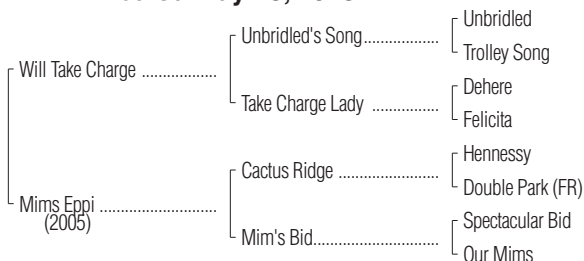 Unbridled
Unbridled's Song
Trolley Song
Will Take Charge
Dehere
Take Charge Lady
Felicita
Hennessy
Cactus Ridge
Double Park (FR)
Mims Eppi
(2005)
Spectacular Bid
Mim's Bid
Our Mims